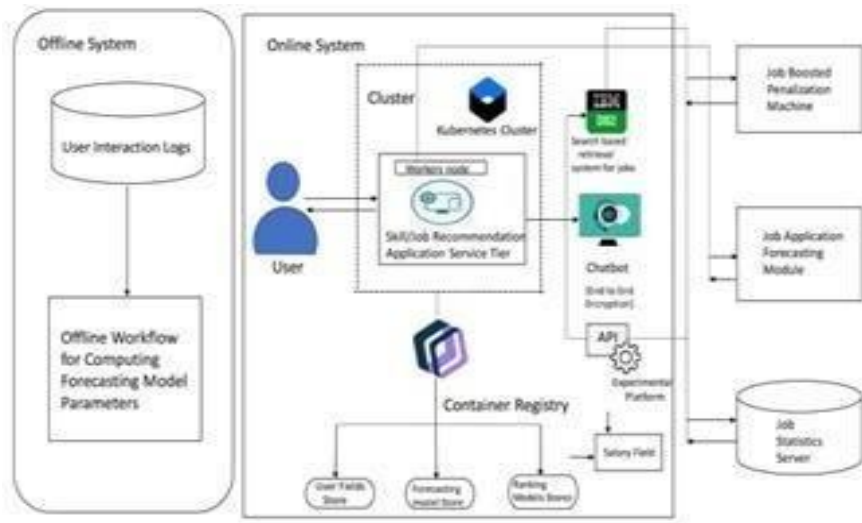 Offline System
User Interaction Logs
Offline Workflow
for Computing
Forecasting Model
Parameters
Online System
Cluster
Kubernetes Cluster
Workers node
Skill/Job Recommendation
Application Service Tier
User
IBM
DB2
Search based
retrieval
system for jobs
Chatbot
(End to End
Encryption)
API
Experimental
Platform
Container Registry
User Fields
Store
Forecasting
model Store
Ranking
Models Stores
Salary Field
Job Boosted
Penalization
Machine
Job Application
Forecasting
Module
Job
Statistics
Server